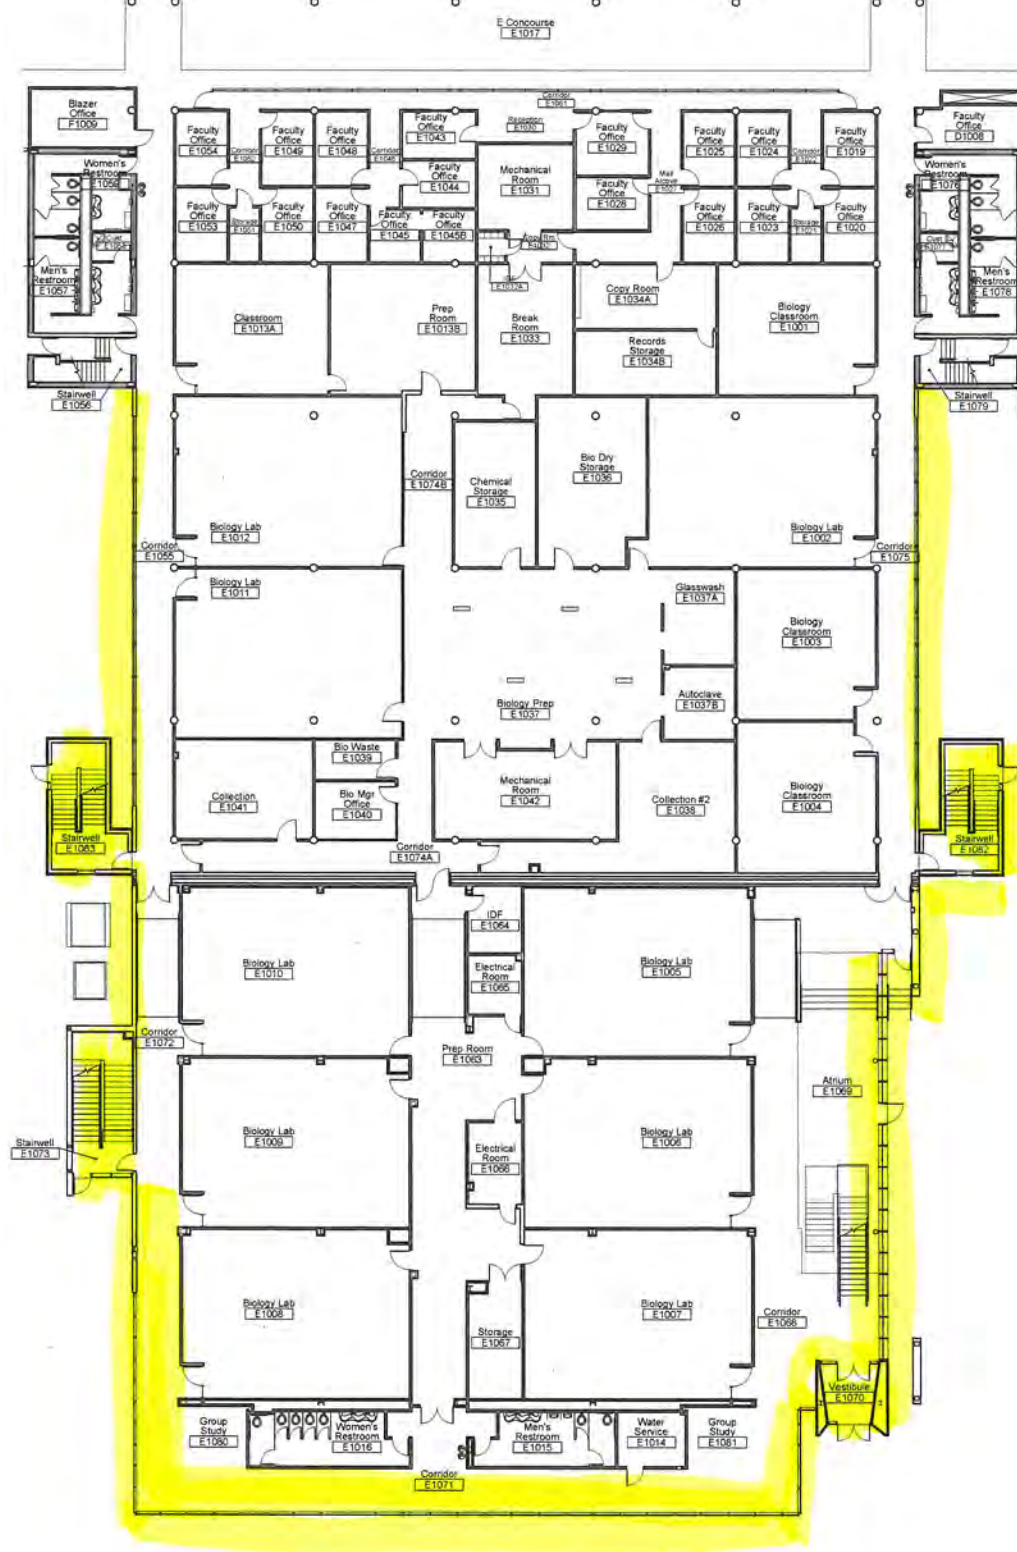 E Concourse
E1017
Blazer
Office
F1009
Corridor
E1061
Faculty
Office
D1008
Faculty
Office
E1054
Faculty
Office
E1049
Faculty
Office
E1048
Faculty
Office
E1043
Reception
E1030
Faculty
Office
E1029
Faculty
Office
E1025
Faculty
Office
E1024
Faculty
Office
E1019
Corridor
Corridor
Corridor
Women's
Restroom
Faculty
Office
E1044
Mechanical
Room
E1031
Mail
Alcove
Women's
Restroom
E1076
Faculty
Office
E1053
Storage
Faculty
Office
E1050
Faculty
Office
E1047
Faculty
Office
E1045
Faculty
Office
E1045B
Faculty
Office
E1028
Faculty
Office
E1026
Faculty
Office
E1023
Storage
Faculty
Office
E1020
Men's
Restroom
E1057
Men's
Restroom
E1078
Classroom
E1013A
Prep
Room
E1013B
E1032A
Break
Room
E1033
Copy Room
E1034A
Records
Storage
E1034B
Biology
Classroom
E1001
Stairwell
E1056
Stairwell
E1079
Corridor
E1074B
Chemical
Storage
E1035
Bio Dry
Storage
E1036
Biology Lab
E1012
Biology Lab
E1002
Corridor
E1055
Corridor
E1075
Biology Lab
E1011
Glasswash
E1037A
Biology
Classroom
E1003
Biology Prep
E1037
Autoclave
E1037B
Bio Waste
E1039
Collection
E1041
Bio Mgr
Office
E1040
Mechanical
Room
E1042
Collection #2
E1038
Biology
Classroom
E1004
Stairwell
E1083
Stairwell
E1082
Corridor
E1074A
IDF
E1064
Biology Lab
E1010
Electrical
Room
E1065
Biology Lab
E1005
Corridor
E1072
Prep Room
E1063
Atrium
E1069
Stairwell
E1073
Biology Lab
E1009
Electrical
Room
E1066
Biology Lab
E1006
Biology Lab
E1008
Storage
E1067
Biology Lab
E1007
Corridor
E1068
Vestibule
E1070
Group
Study
E1080
Women's
Restroom
E1016
Men's
Restroom
E1015
Water
Service
E1014
Group
Study
E1081
Corridor
E1071